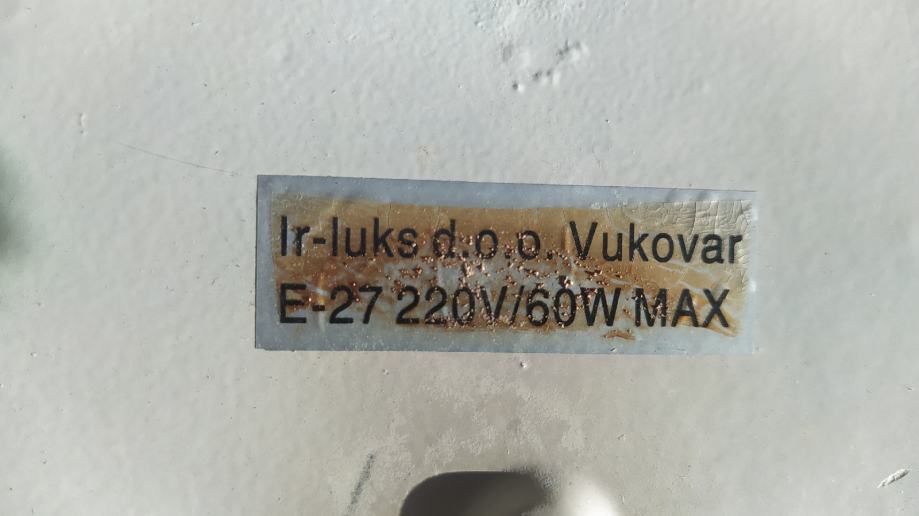 Ir-luks d.o.o. Vukovar
E-27 220V/60W MAX